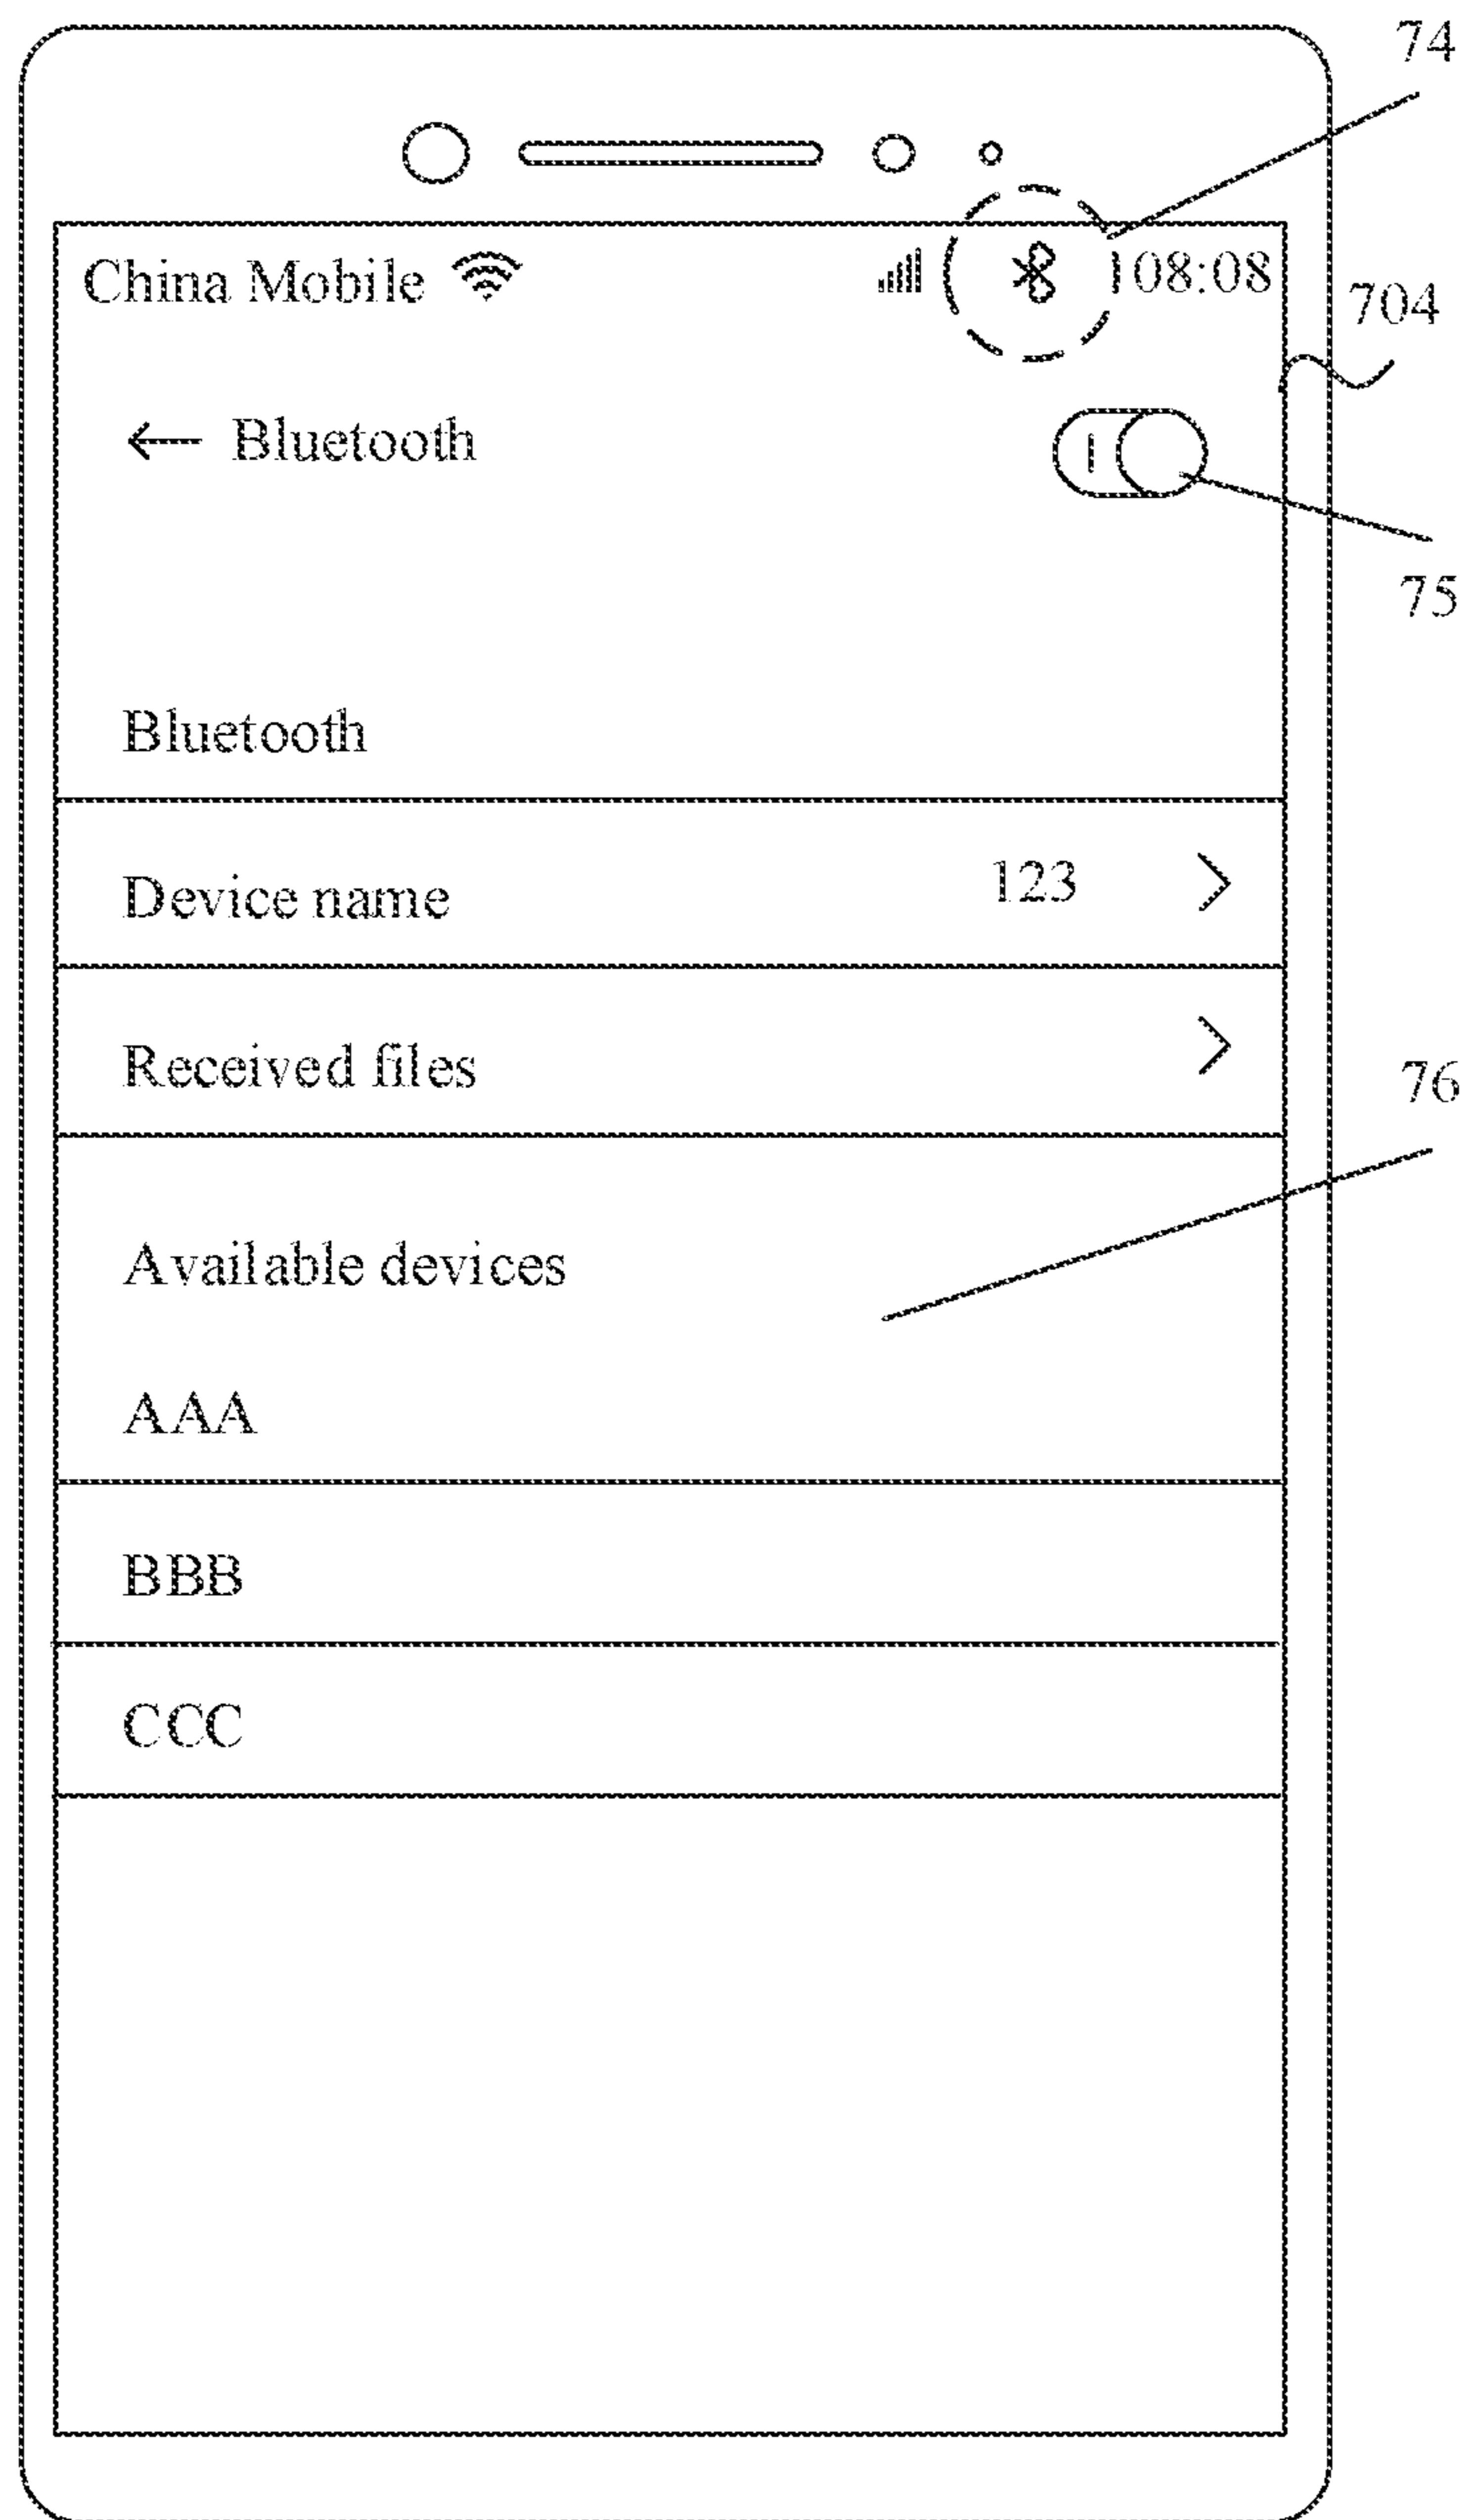 74
China Mobile 08:08
704
Bluetooth
75
Bluetooth
Device name 123
Received files
76
Available devices
AAA
BBB
CCC